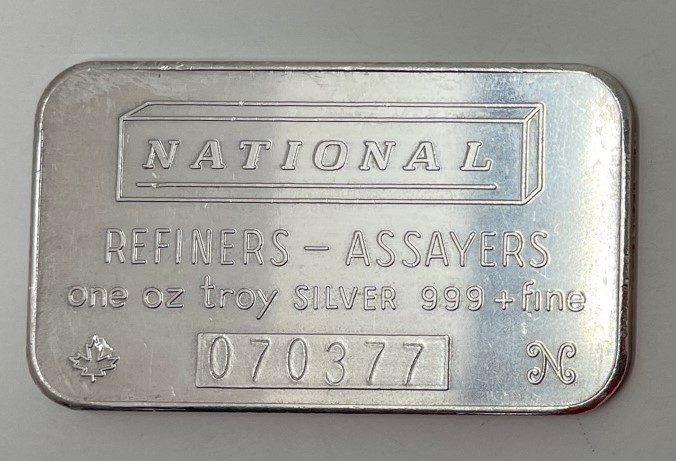 NATIONAL
REFINERS - ASSAYERS
one oz troy SILVER 999 + fine
070377 N